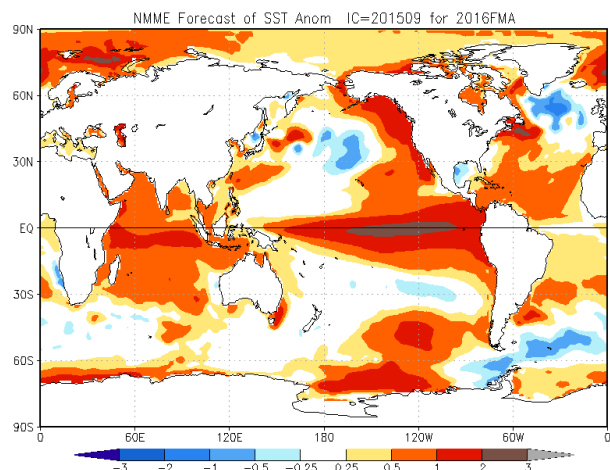 NMME Forecast of SST Anom IC=201509 for 2016FMA
90N
60N
30N
EQ
30S
60S
90S
0 60E 120E 180 120W 60W 0
-3 -2 -1 -0.5 -0.25 0.25 0.5 1 2 3